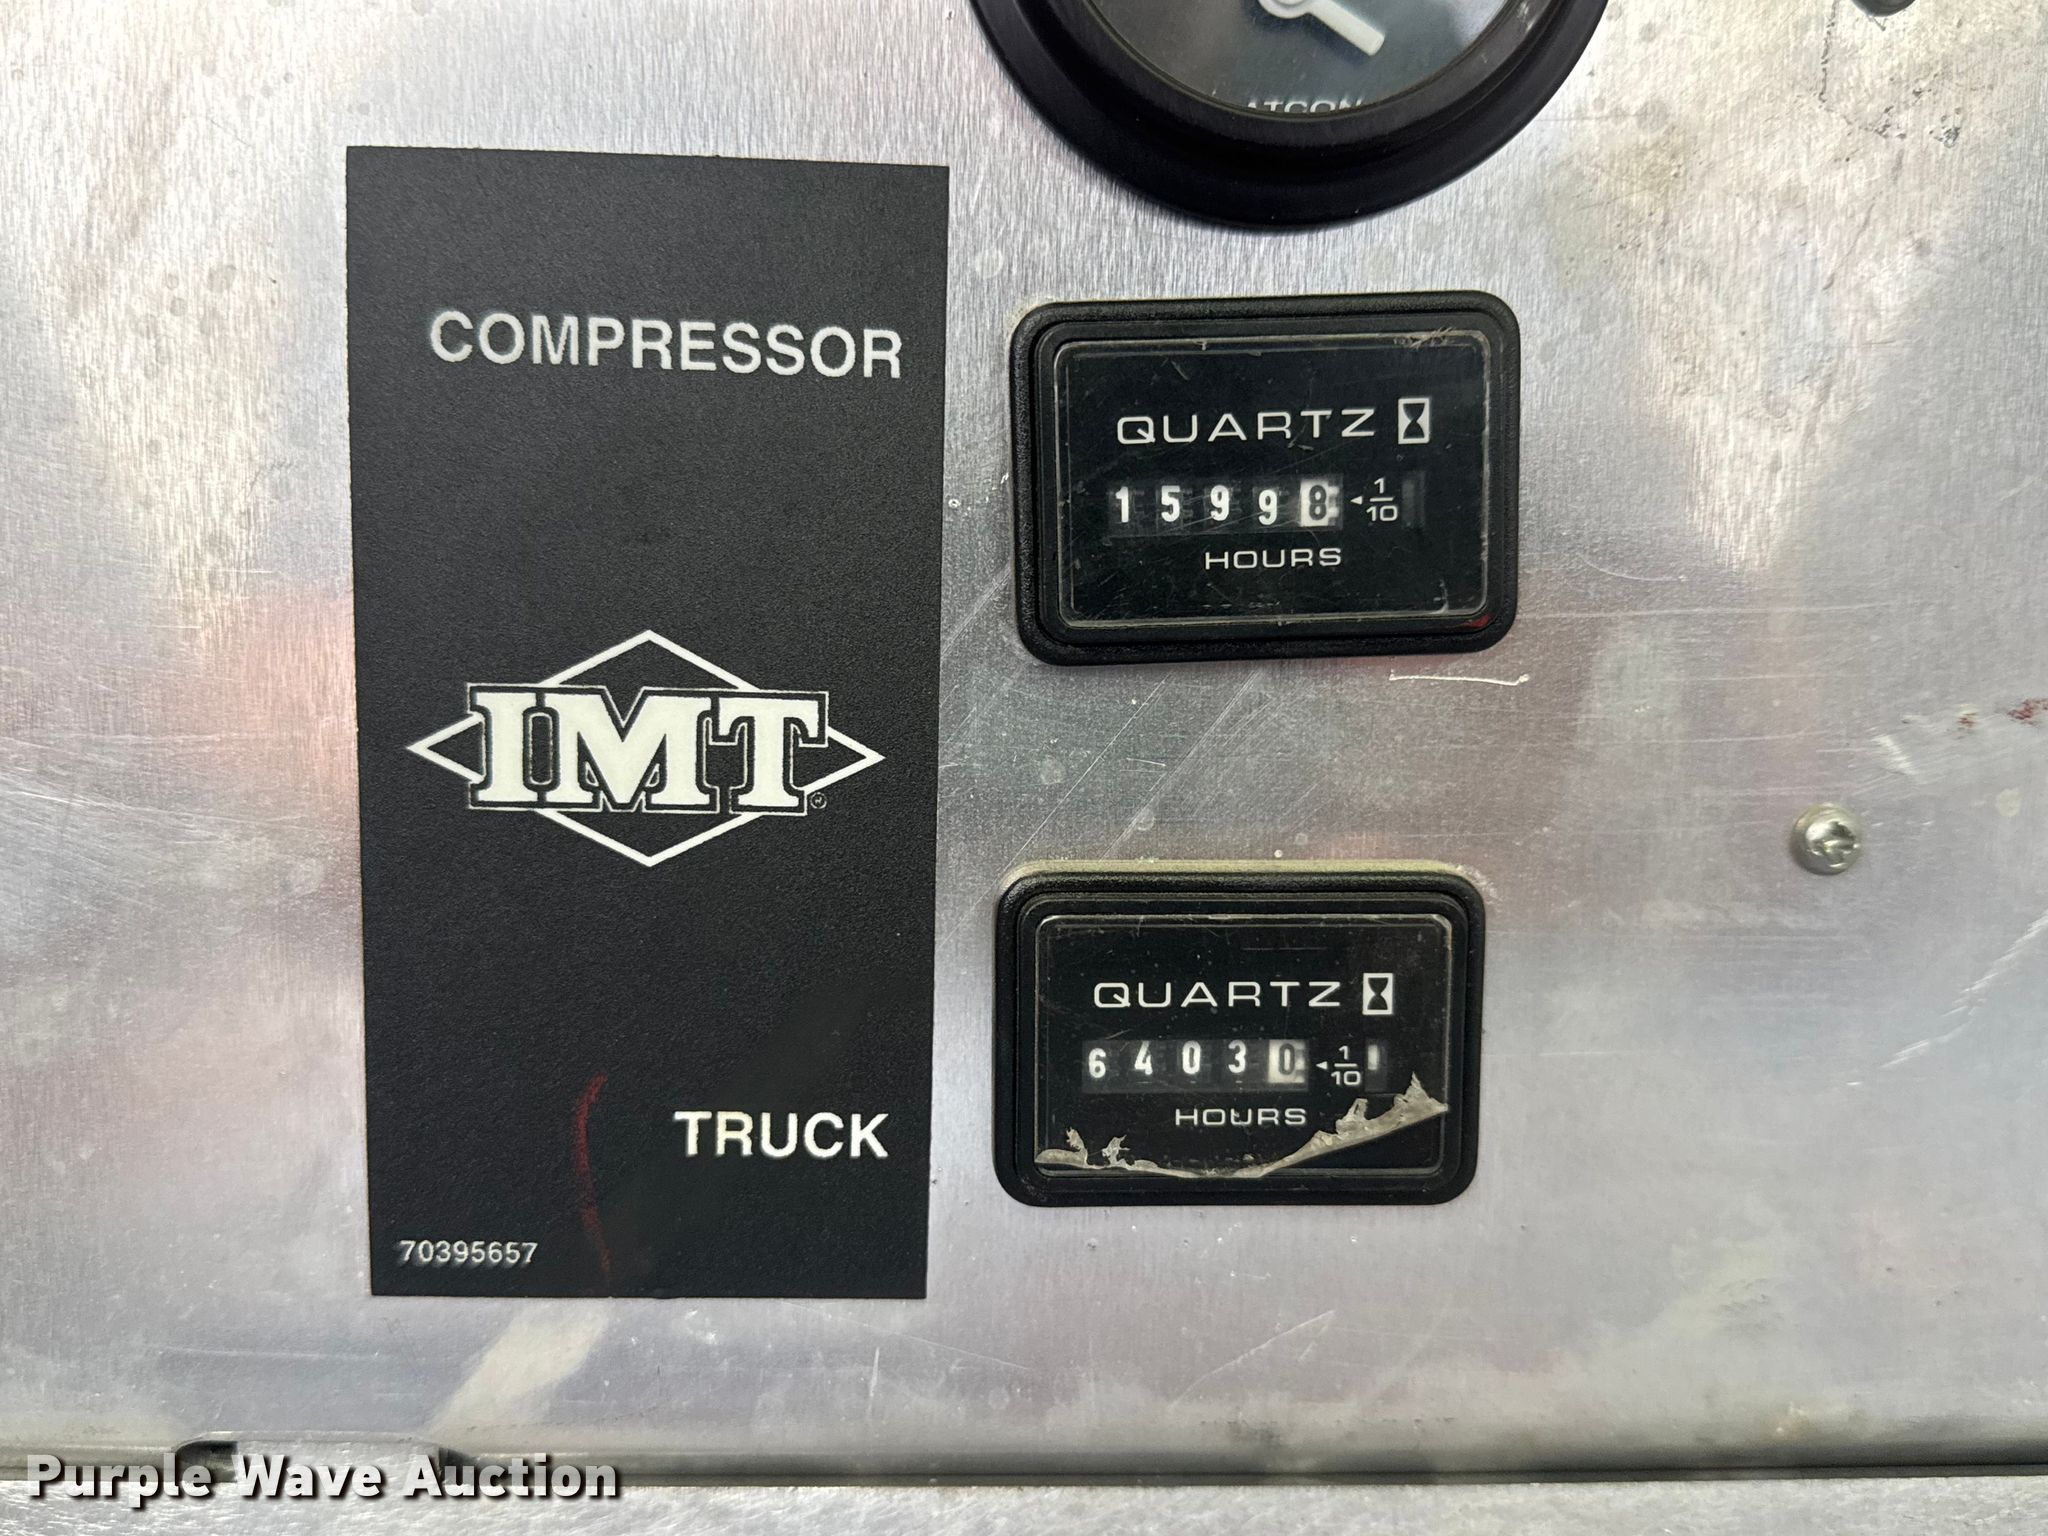 COMPRESSOR
QUARTZ
15998 1/10
HOURS
IMT®
QUARTZ
64030 1/10
HOURS
TRUCK
70395657
Purple Wave Auction